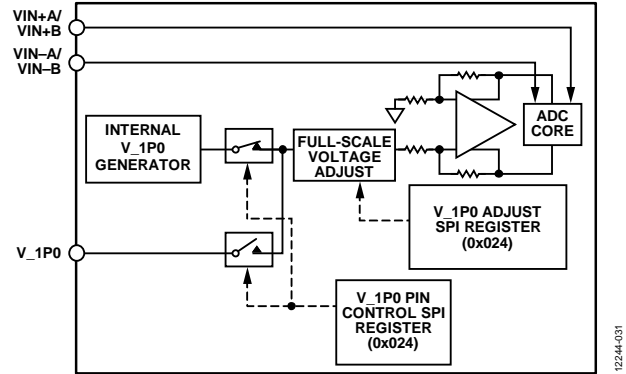 VIN+A/
VIN+B
VIN–A/
VIN–B
INTERNAL
V_1P0
GENERATOR
FULL-SCALE
VOLTAGE
ADJUST
ADC
CORE
V_1P0 ADJUST
SPI REGISTER
(0x024)
V_1P0
V_1P0 PIN
CONTROL SPI
REGISTER
(0x024)
12244-031